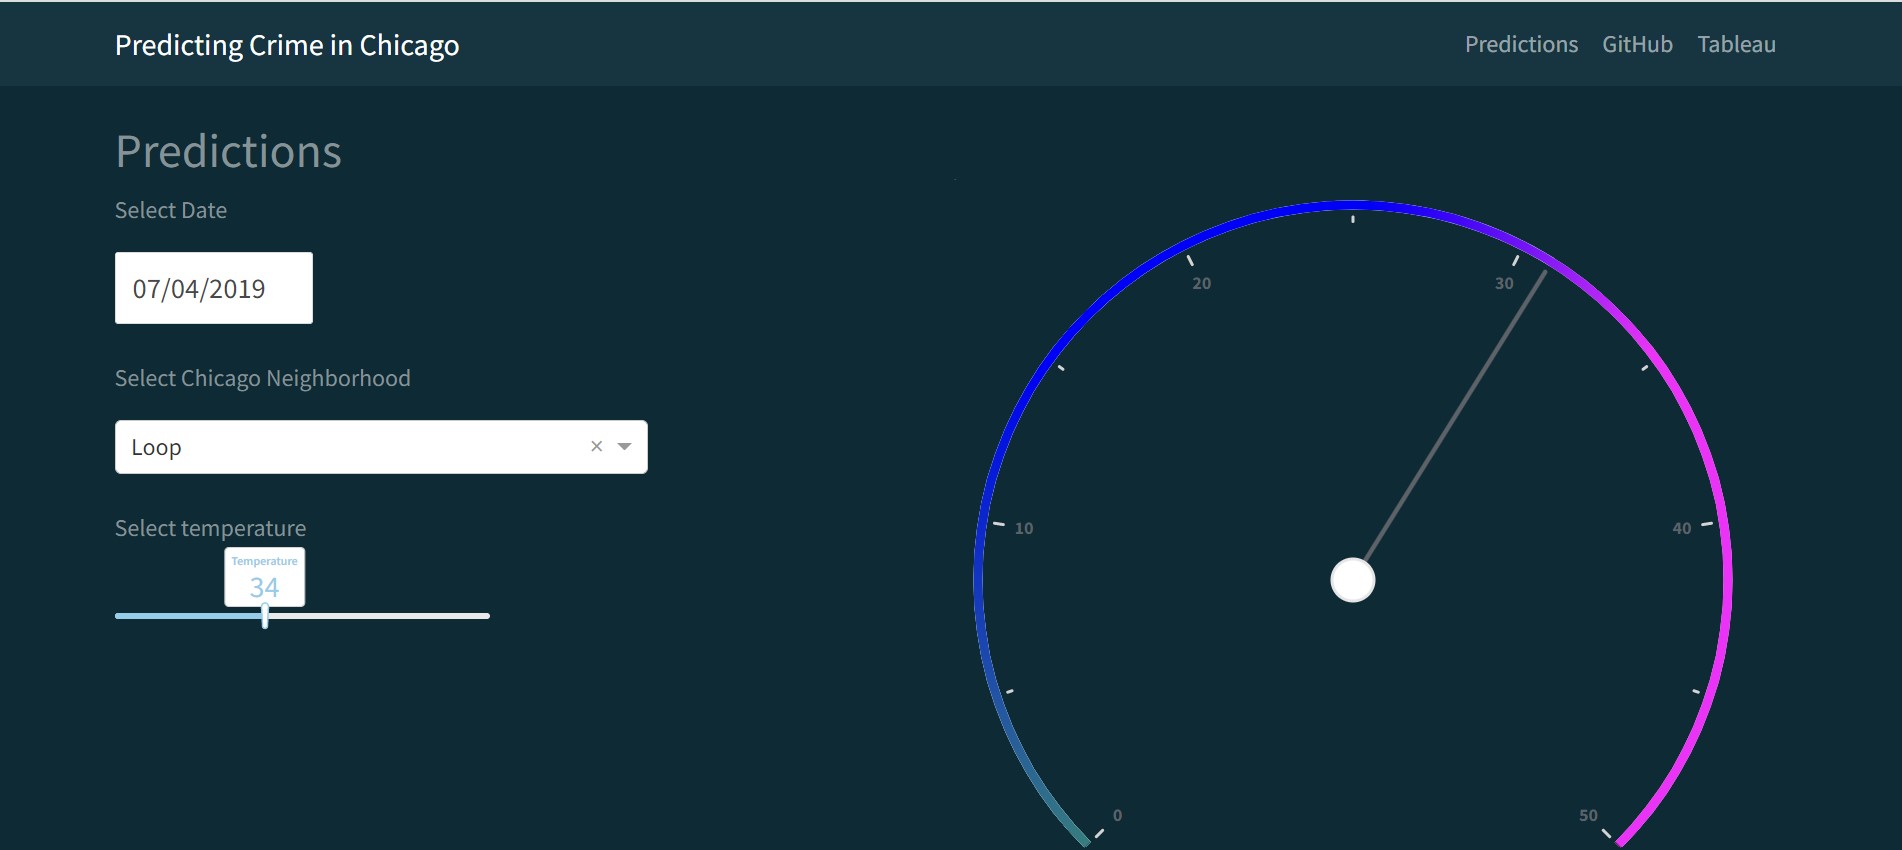 Predicting Crime in Chicago
Predictions GitHub Tableau
Predictions
Select Date
07/04/2019
Select Chicago Neighborhood
Loop ×
Select temperature
Temperature
34
0
10
20
30
40
50